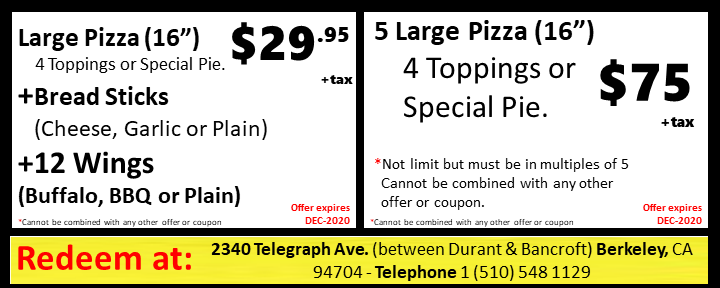 Large Pizza (16”) $29.95
4 Toppings or Special Pie.
+tax
+Bread Sticks
(Cheese, Garlic or Plain)
+12 Wings
(Buffalo, BBQ or Plain)
Offer expires
DEC-2020
*Cannot be combined with any other offer or coupon
5 Large Pizza (16”)
4 Toppings or
Special Pie.
$75
+tax
*Not limit but must be in multiples of 5
Cannot be combined with any other
offer or coupon.
Offer expires
DEC-2020
*Cannot be combined with any other offer or coupon
Redeem at:
2340 Telegraph Ave. (between Durant & Bancroft) Berkeley, CA
94704 - Telephone 1 (510) 548 1129